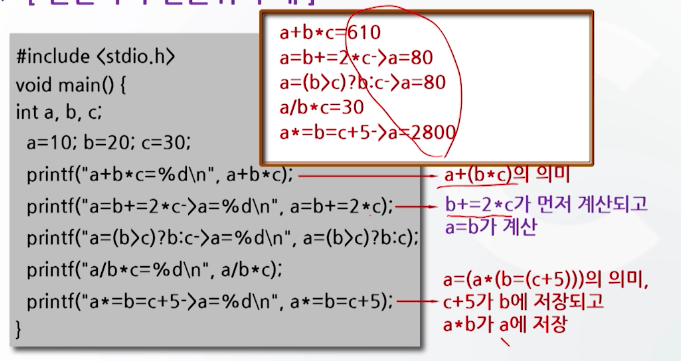 #include <stdio.h>
void main() {
int a, b, c;
a=10; b=20; c=30;
printf("a+b*c=%d\n", a+b*c);
printf("a=b+=2*c->a=%d\n", a=b+=2*c);
printf("a=(b>c)?b:c->a=%d\n", a=(b>c)?b:c);
printf("a/b*c=%d\n", a/b*c);
printf("a*=b=c+5->a=%d\n", a*=b=c+5);
}
a+b*c=610
a=b+=2*c->a=80
a=(b>c)?b:c->a=80
a/b*c=30
a*=b=c+5->a=2800
a+(b*c)의 의미
b+=2*c가 먼저 계산되고
a=b가 계산
a=(a*(b=(c+5)))의 의미,
c+5가 b에 저장되고
a*b가 a에 저장